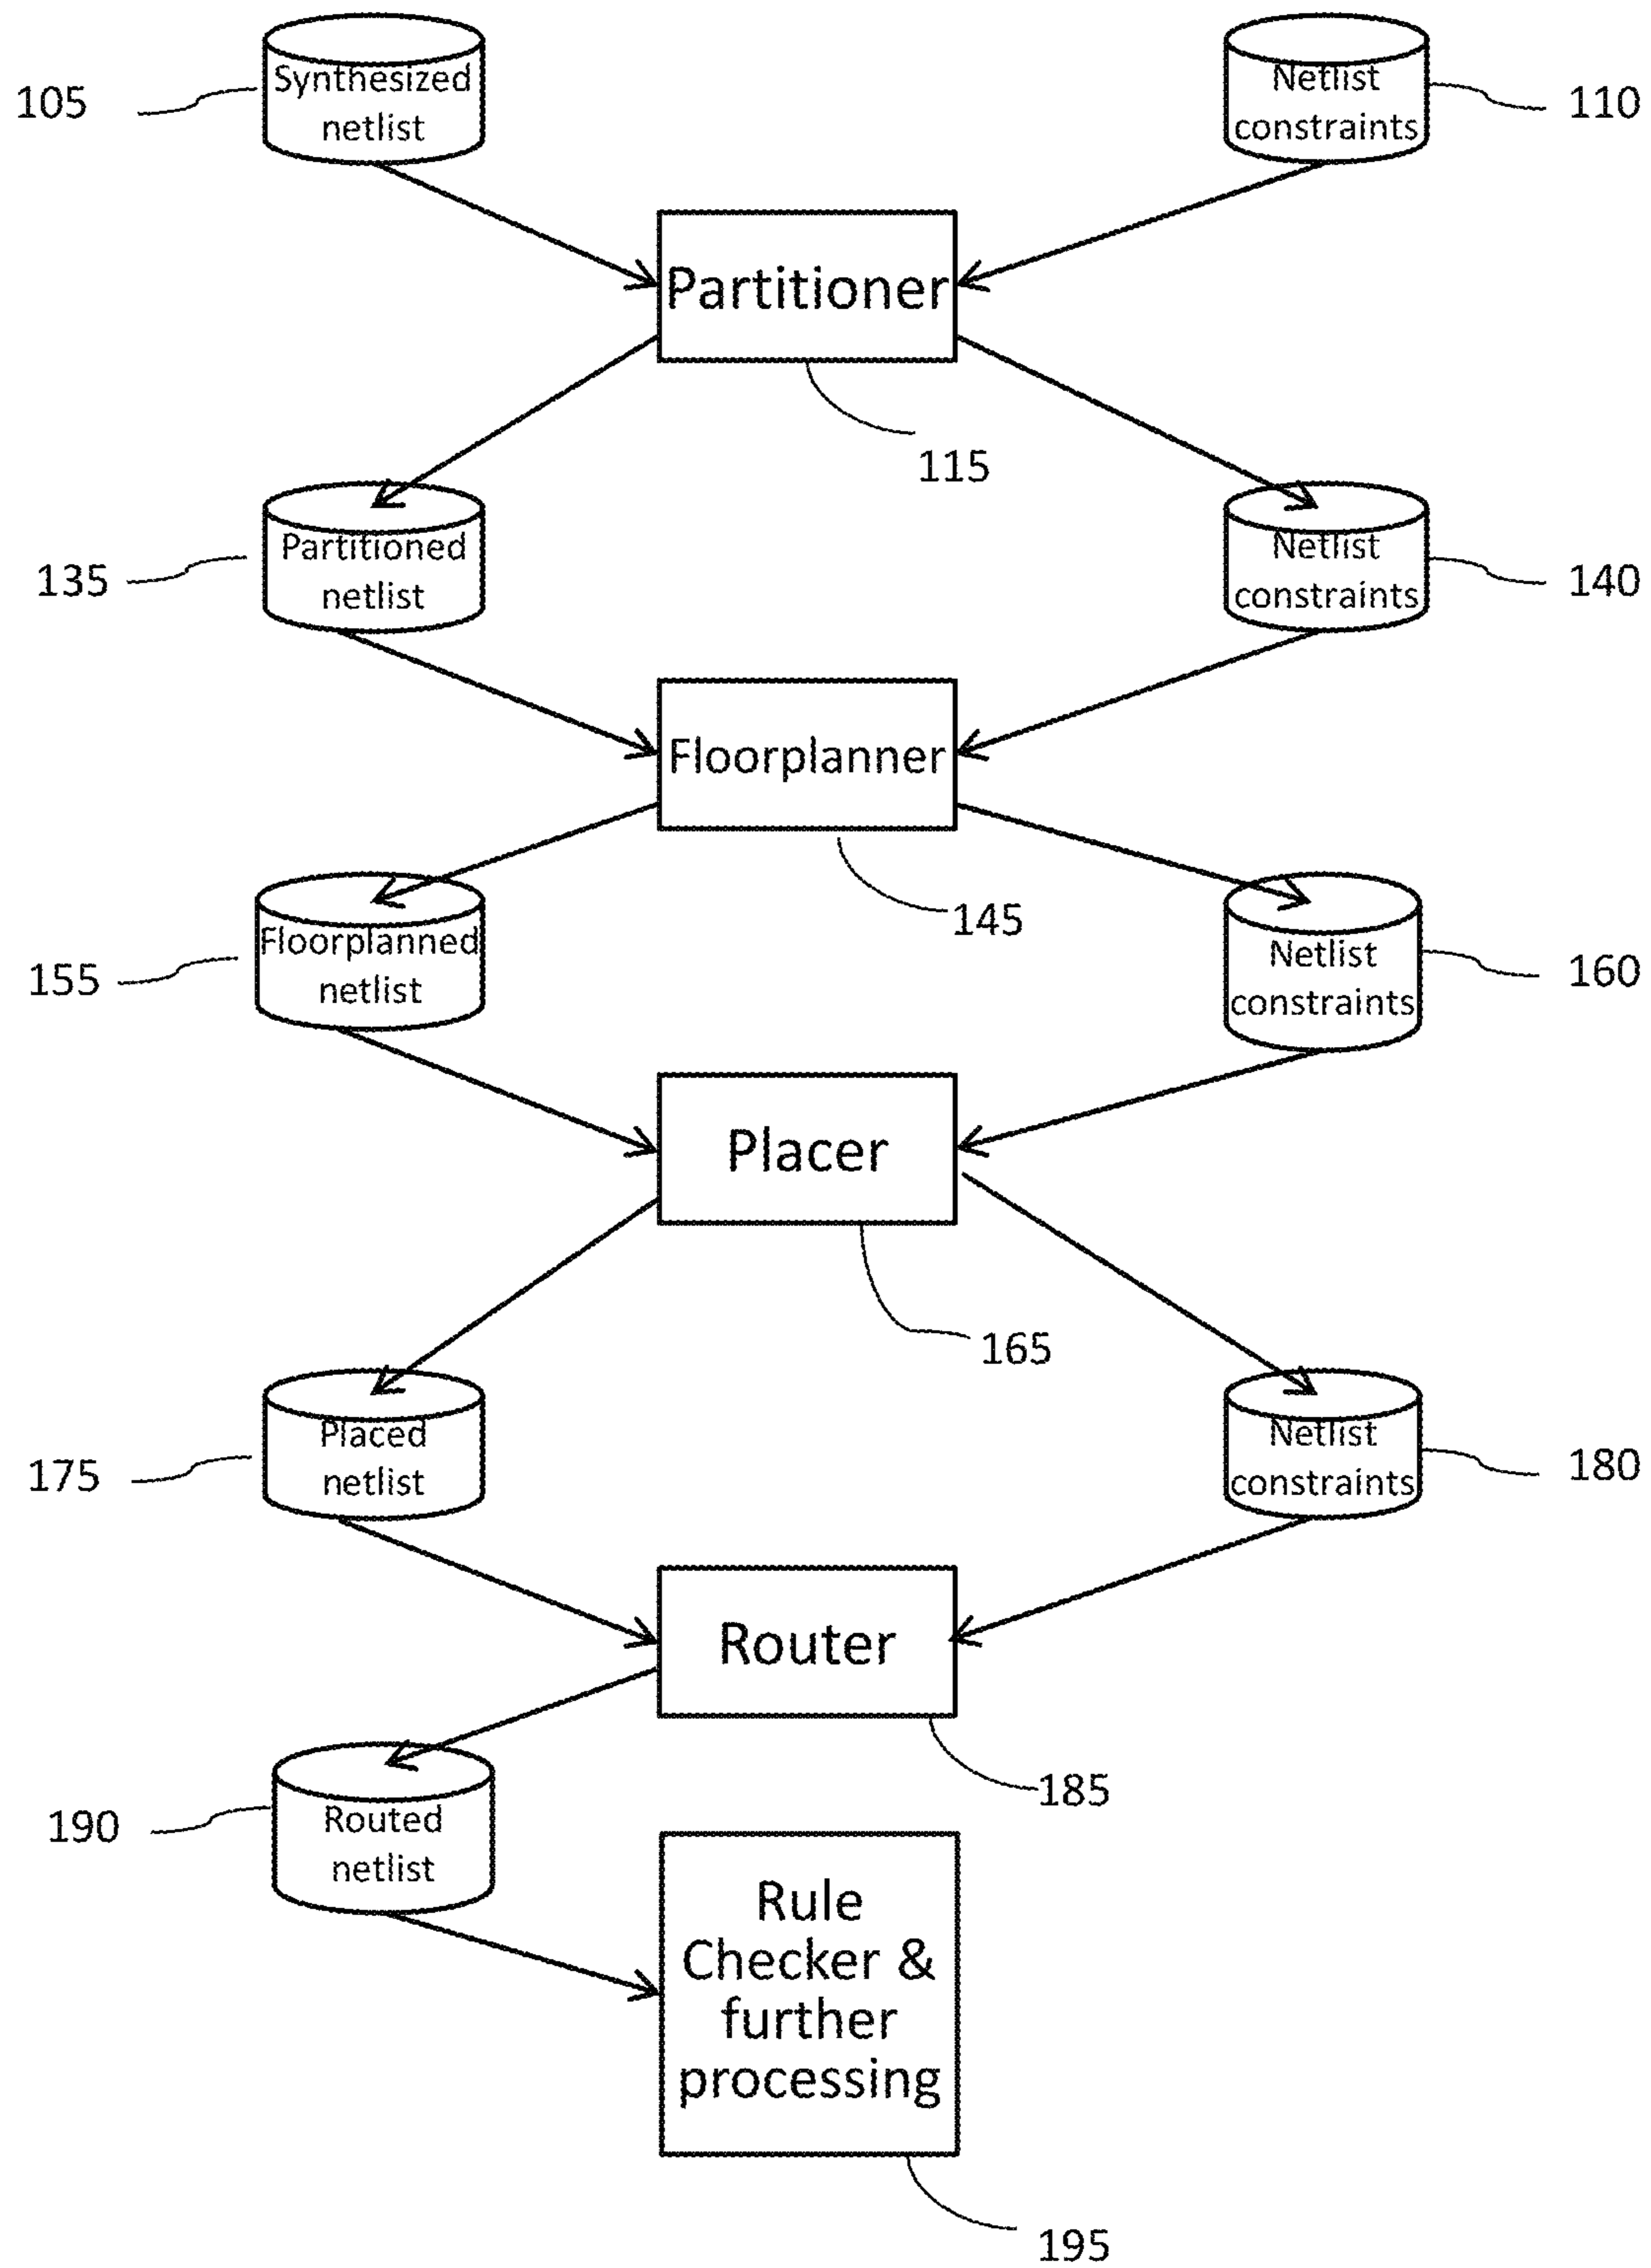 Synthesized
netlist
105
Netlist
constraints
110
Partitioner
115
Partitioned
netlist
135
Netlist
constraints
140
Floorplanner
145
Floorplanned
netlist
155
Netlist
constraints
160
Placer
165
Placed
netlist
175
Netlist
constraints
180
Router
185
Routed
netlist
190
Rule
Checker &
further
processing
195